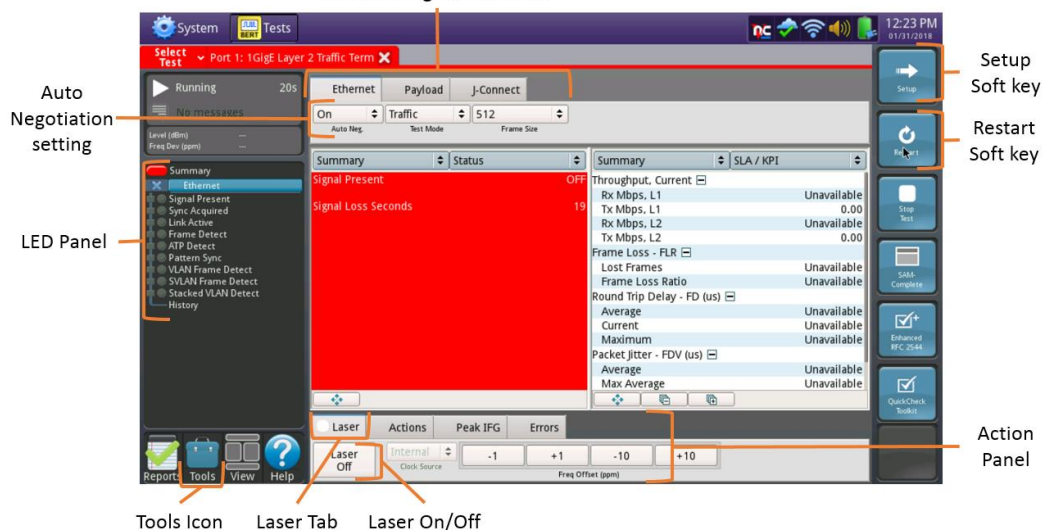 System
Tests
BERT
nc
12:23 PM
01/31/2018
Select Test
Port 1: 1GigE Layer 2 Traffic Term
Setup
Setup Soft key
Running 20s
No messages
Level (dBm) ---
Freq Dev (ppm) ---
Ethernet Payload J-Connect
Auto Negotiation setting
On Traffic 512
Auto Neg. Test Mode Frame Size
Restart
Restart Soft key
Summary Status
Summary SLA / KPI
Signal Present OFF
Signal Loss Seconds 19
Throughput, Current
Rx Mbps, L1 Unavailable
Tx Mbps, L1 0.00
Rx Mbps, L2 Unavailable
Tx Mbps, L2 0.00
Frame Loss - FLR
Lost Frames Unavailable
Frame Loss Ratio Unavailable
Round Trip Delay - FD (us)
Average Unavailable
Current Unavailable
Maximum Unavailable
Packet Jitter - FDV (us)
Average Unavailable
Max Average Unavailable
LED Panel
Summary
Ethernet
Signal Present
Sync Acquired
Link Active
Frame Detect
ATP Detect
Pattern Sync
VLAN Frame Detect
SVLAN Frame Detect
Stacked VLAN Detect
History
Stop Test
SAM-Complete
Enhanced RFC 2544
QuickCheck Toolkit
Laser Actions Peak IFG Errors
Laser Off
Internal
Clock Source
-1 +1 -10 +10
Freq Offset (ppm)
Action Panel
Reports Tools View Help
Tools Icon Laser Tab Laser On/Off